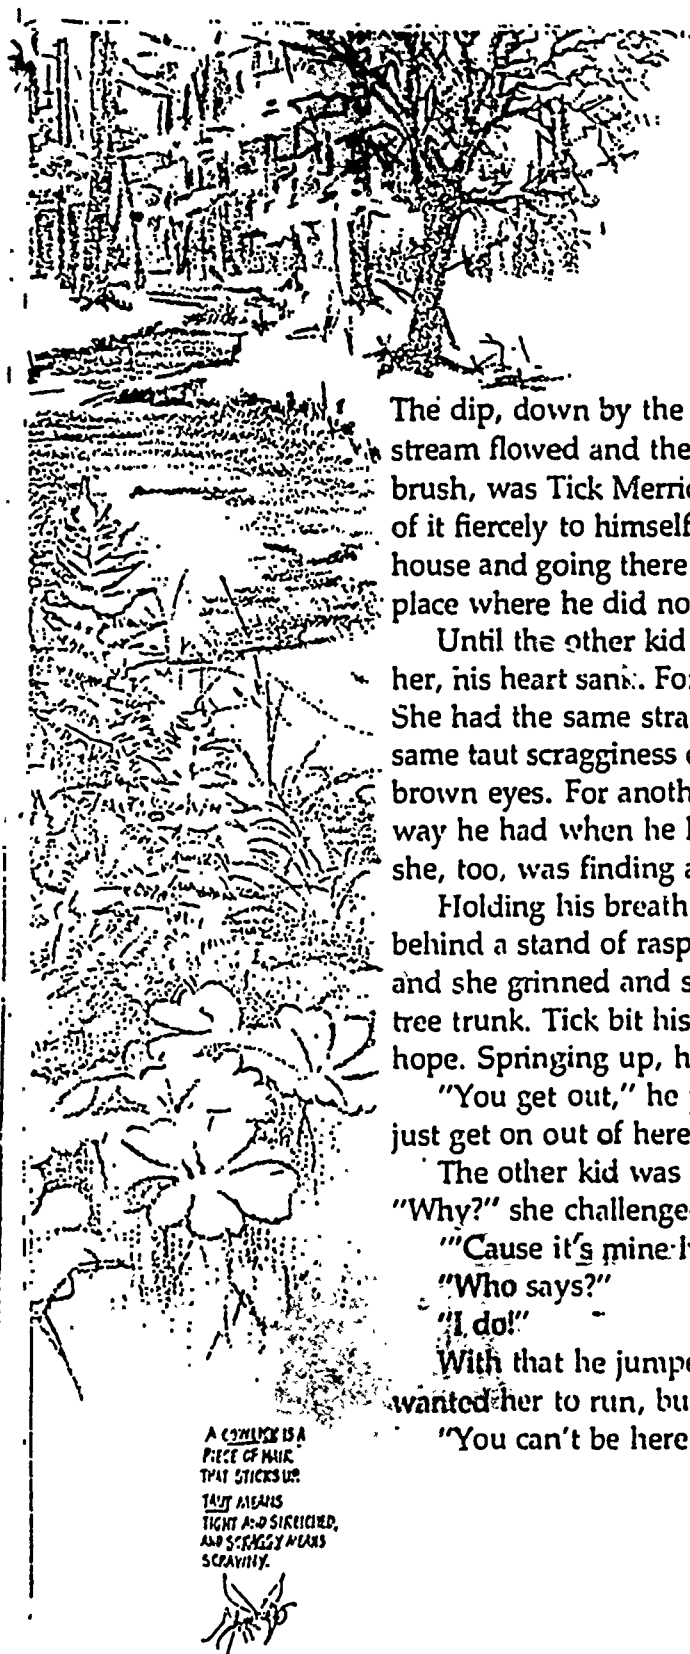 The dip, down by the
stream flowed and the
brush, was Tick Merric
of it fiercely to himself
house and going there
place where he did no
Until the other kid
her, his heart sank. For
She had the same stra
same taut scragginess
brown eyes. For anoth
way he had when he
she, too, was finding a
Holding his breath
behind a stand of rasp
and she grinned and s
tree trunk. Tick bit his
hope. Springing up, h
"You get out," he
just get on out of here
The other kid was
"Why?" she challenge
"'Cause it's mine
"Who says?"
"I do!"
With that he jumpe
wanted her to run, bu
"You can't be here
A COWLICK IS A
PIECE OF HAIR
THAT STICKS UP.
TAUT MEANS
TIGHT AND STRETCHED,
AND SCRAGGY MEANS
SCRAWNY.